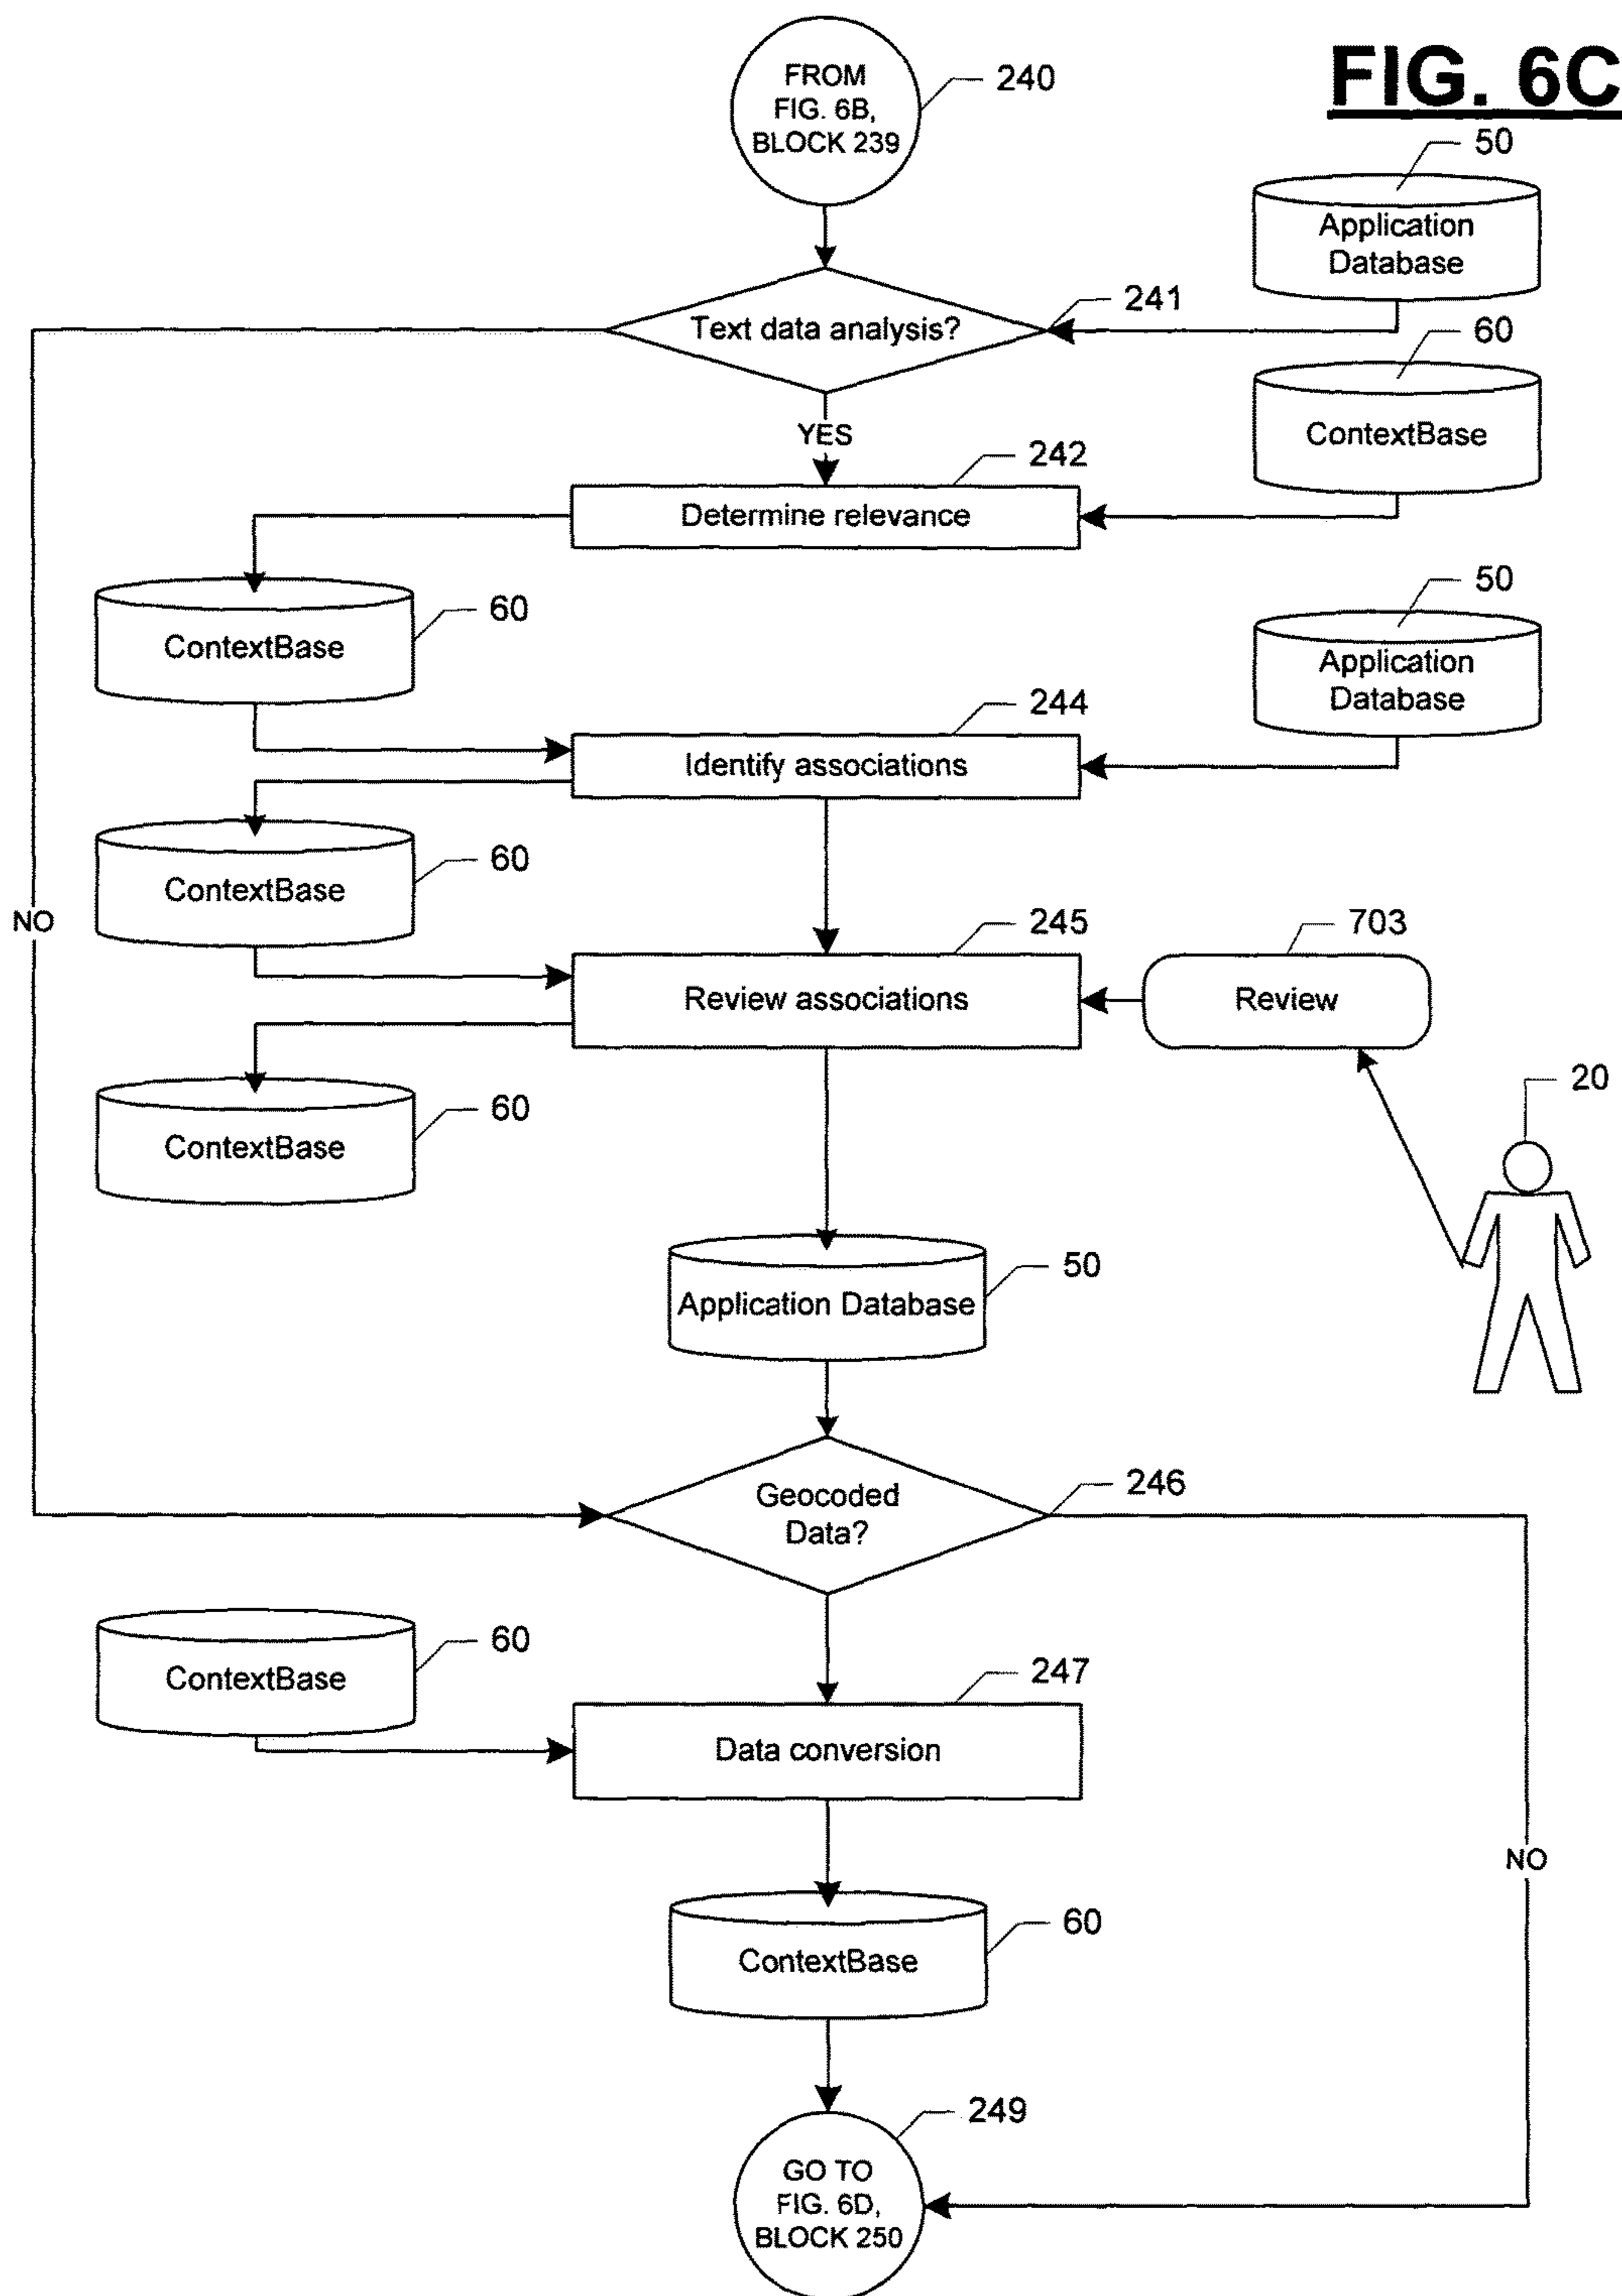 FIG. 6C
FROM
FIG. 6B,
BLOCK 239
240
50
Application
Database
Text data analysis?
241
60
ContextBase
YES
242
Determine relevance
60
ContextBase
50
Application
Database
244
Identify associations
60
ContextBase
NO
245
Review associations
703
Review
60
ContextBase
20
50
Application Database
Geocoded
Data?
246
60
ContextBase
247
Data conversion
NO
60
ContextBase
249
GO TO
FIG. 6D,
BLOCK 250